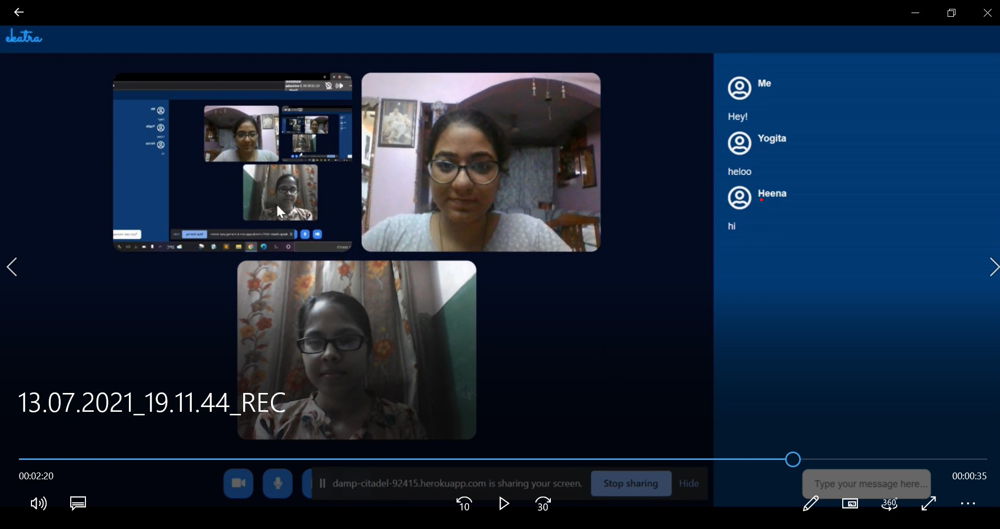 ekatra
Me
Hey!
Yogita
heloo
Heena
hi
13.07.2021_19.11.44_REC
00:02:20
00:00:35
damp-citadel-92415.herokuapp.com is sharing your screen.
Stop sharing
Hide
Type your message here...
10
30
360°